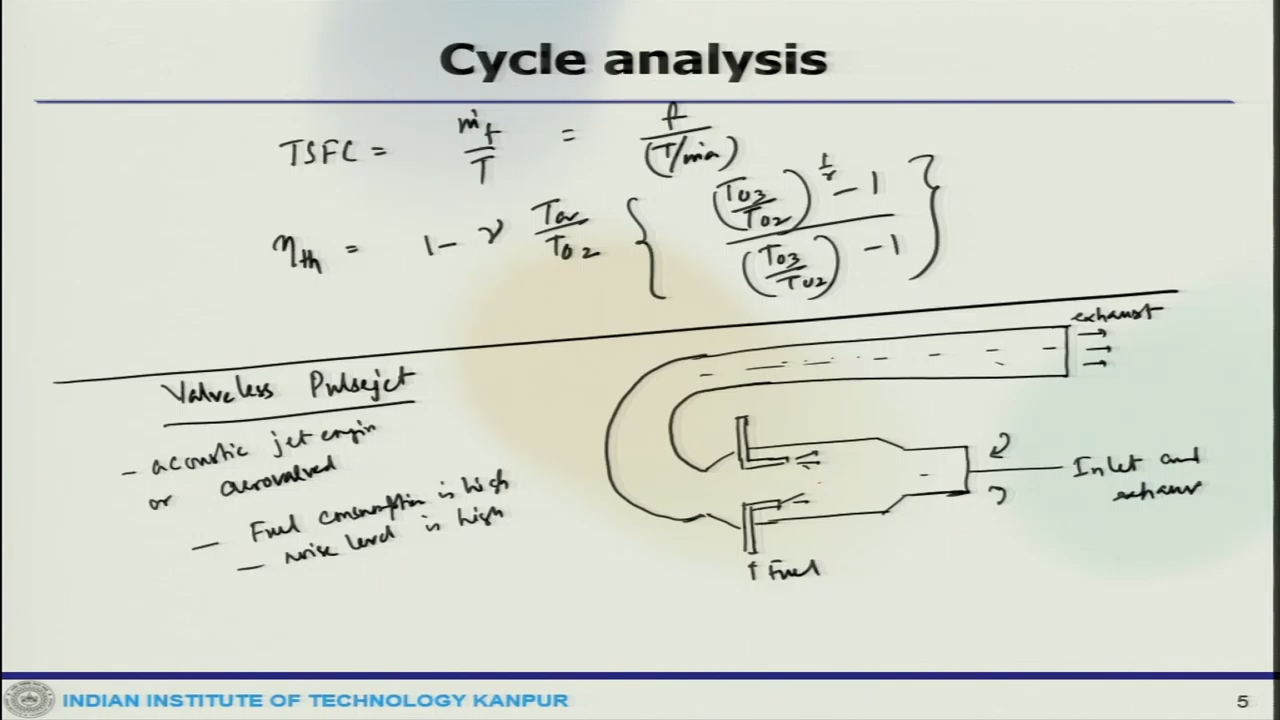 Cycle analysis
TSFC = ṁf / T = f / (T/ṁa)
ηth = 1 - γ Ta / T02 { ((T03/T02)^(1/γ) - 1) / ((T03/T02) - 1) }
Valveless Pulsejet
- acoustic jet engin
or aerovalved
- Fuel consumption is high
- noise level is high
exhaust
Inlet and
exhaus
↑ Fuel
INDIAN INSTITUTE OF TECHNOLOGY KANPUR
5